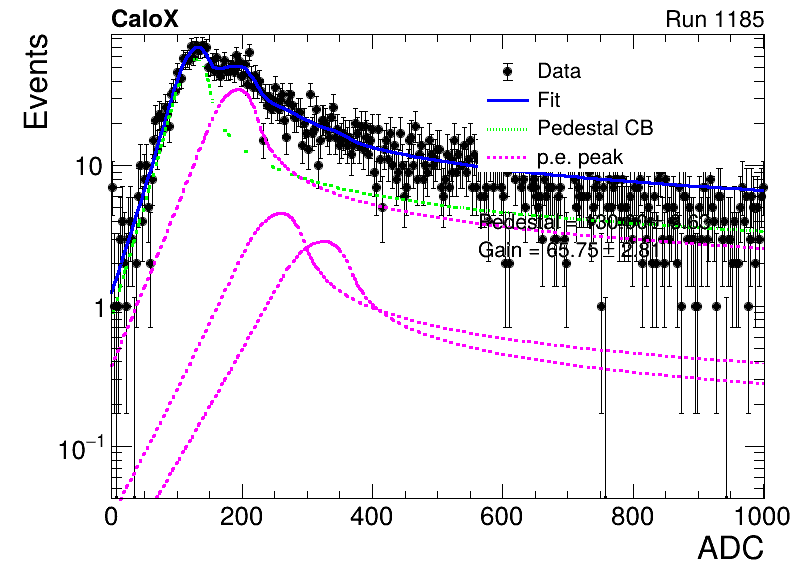 CaloX Run 1185
Events
Data
Fit
Pedestal CB
p.e. peak
10
1
10−1
Gain = 65.75 ± 2.8
0 200 400 600 800 1000
ADC